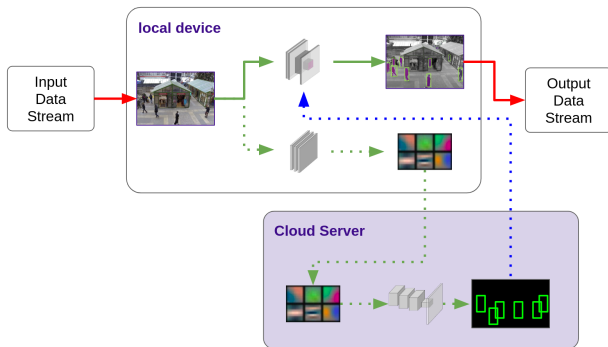 local device
Input
Data
Stream
Output
Data
Stream
Cloud Server